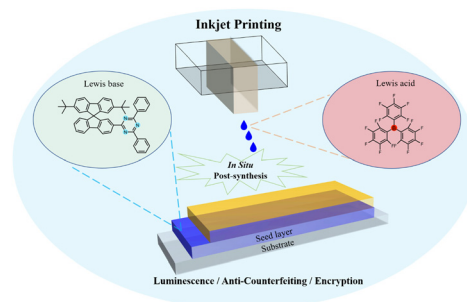 Inkjet Printing
Lewis base
Lewis acid
In Situ
Post-synthesis
Seed layer
Substrate
Luminescence / Anti-Counterfeiting / Encryption